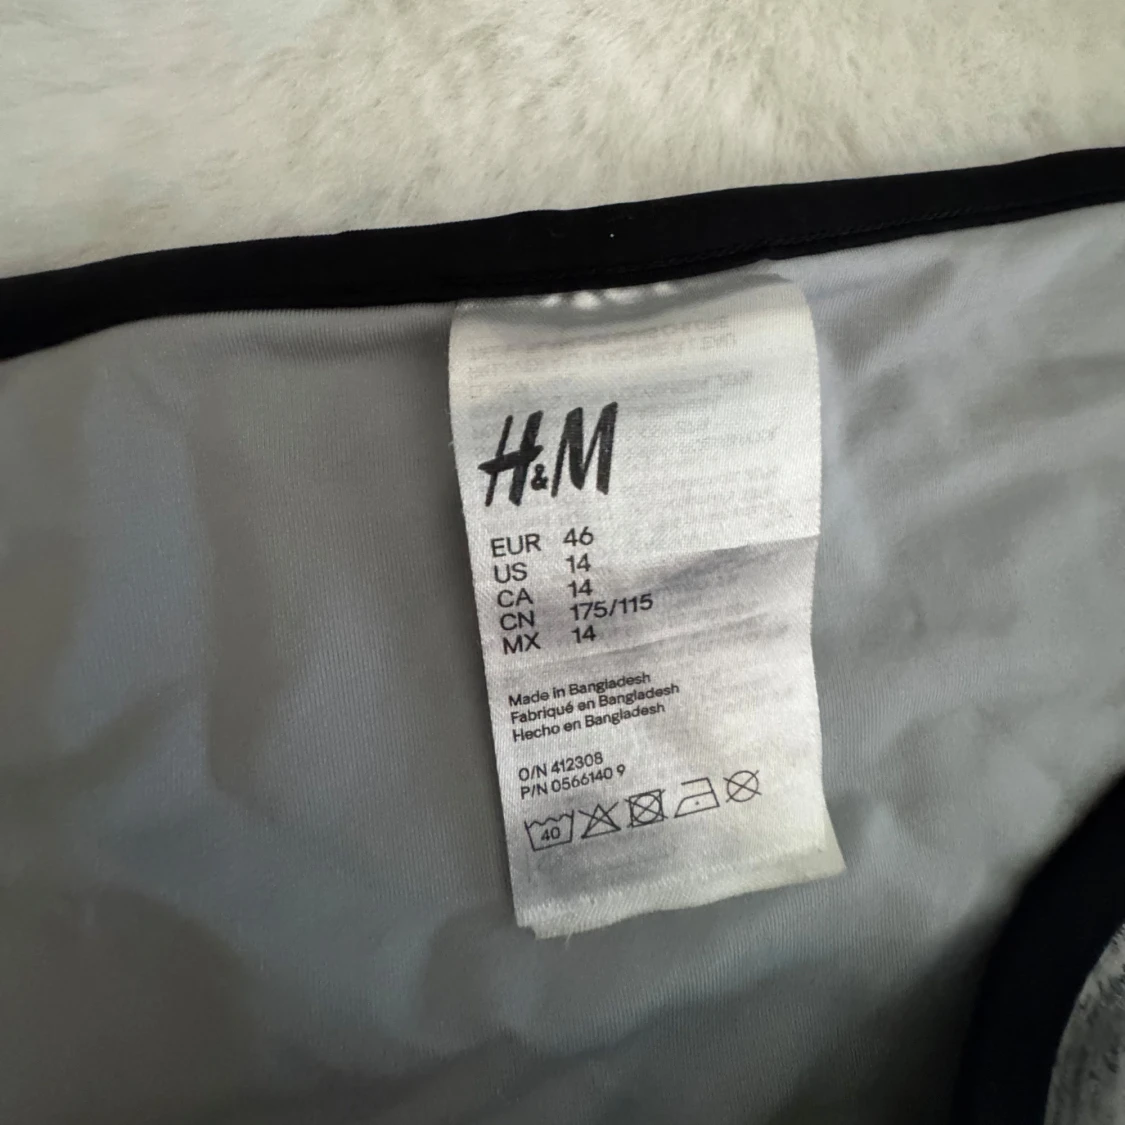 H&M
EUR 46
US 14
CA 14
CN 175/115
MX 14
Made in Bangladesh
Fabriqué en Bangladesh
Hecho en Bangladesh
O/N 412308
P/N 0566140 9
40